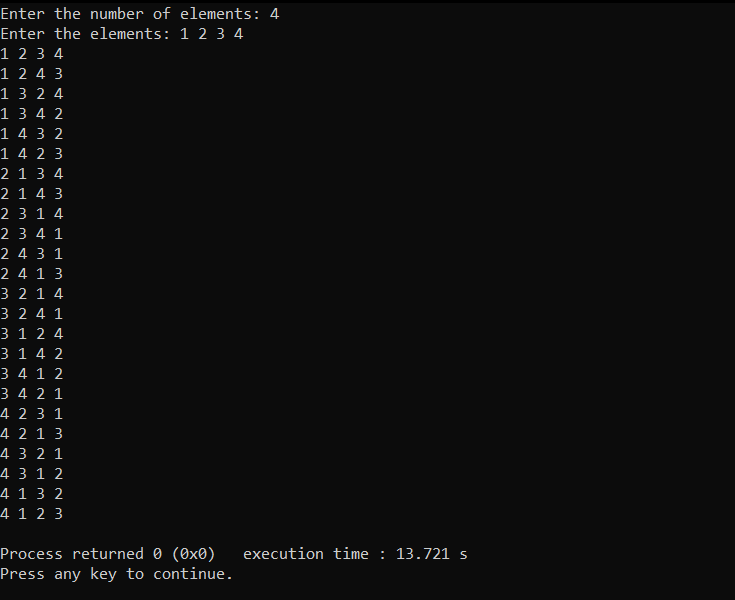 Enter the number of elements: 4
Enter the elements: 1 2 3 4
1 2 3 4
1 2 4 3
1 3 2 4
1 3 4 2
1 4 3 2
1 4 2 3
2 1 3 4
2 1 4 3
2 3 1 4
2 3 4 1
2 4 3 1
2 4 1 3
3 2 1 4
3 2 4 1
3 1 2 4
3 1 4 2
3 4 1 2
3 4 2 1
4 2 3 1
4 2 1 3
4 3 2 1
4 3 1 2
4 1 3 2
4 1 2 3
Process returned 0 (0x0)   execution time : 13.721 s
Press any key to continue.